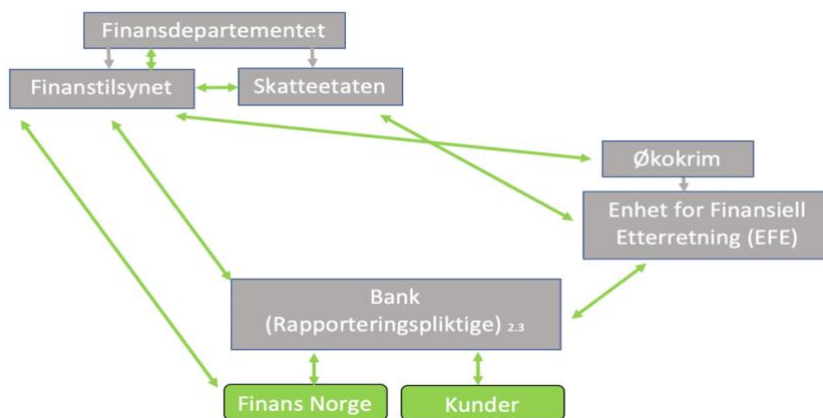 Finansdepartementet
Finanstilsynet
Skatteetaten
Økokrim
Enhet for Finansiell
Etterretning (EFE)
Bank
(Rapporteringspliktige) 2.3
Finans Norge
Kunder